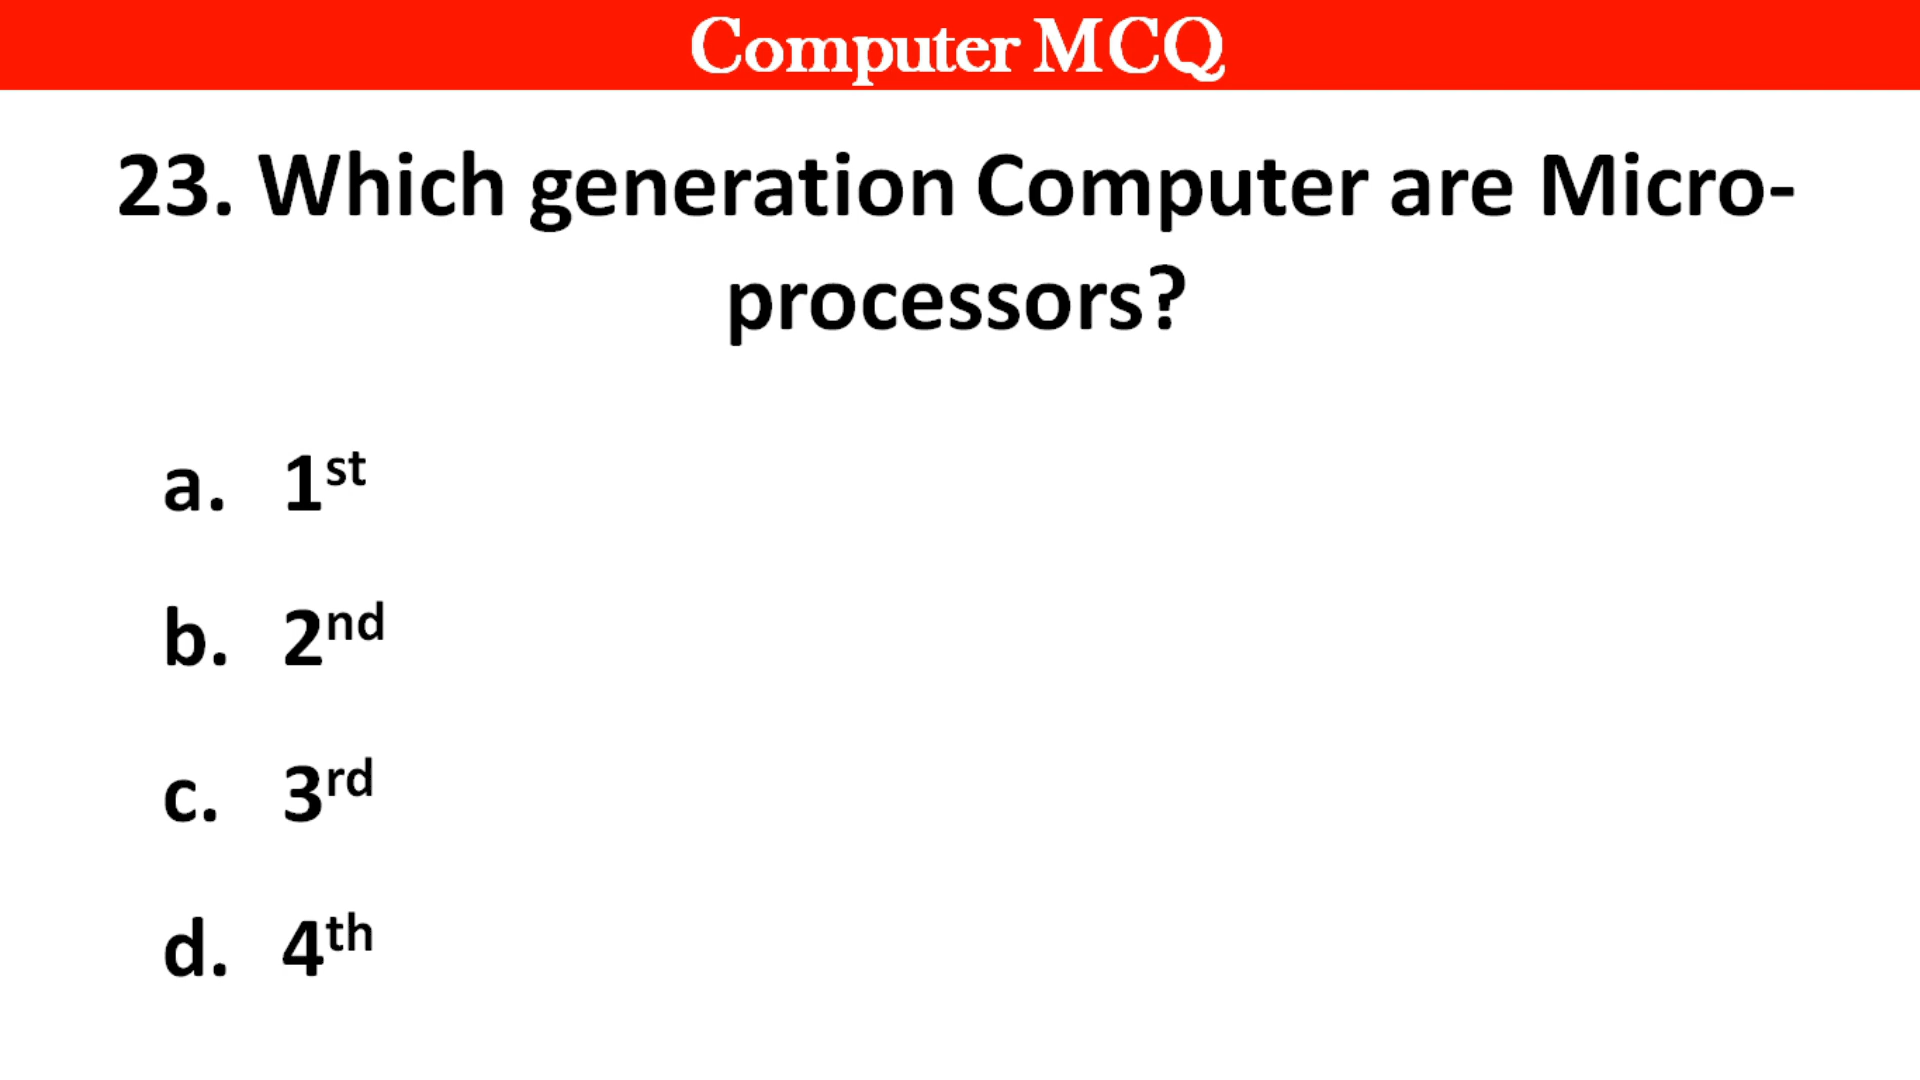 Computer MCQ
23. Which generation Computer are Micro-
processors?
a. 1st
b. 2nd
c. 3rd
d. 4th